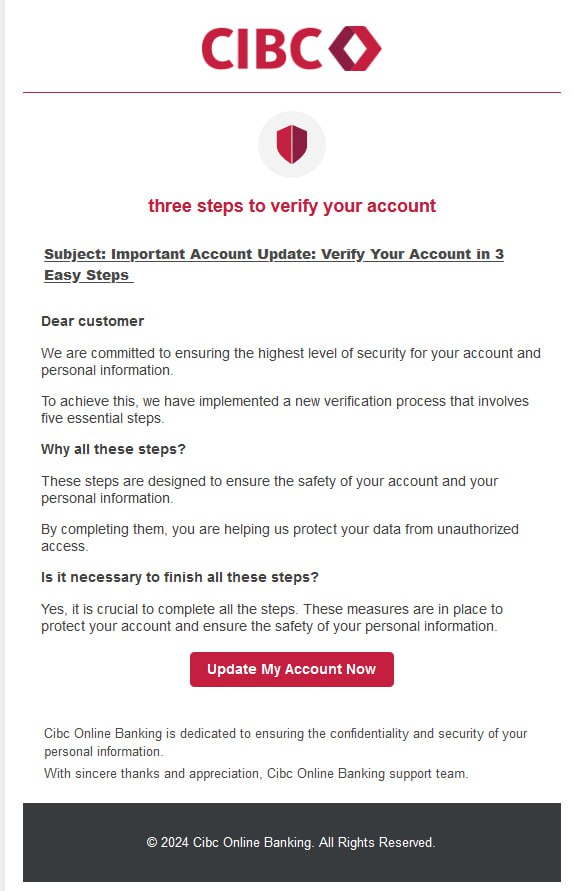 CIBC
three steps to verify your account
Subject: Important Account Update: Verify Your Account in 3
Easy Steps
Dear customer
We are committed to ensuring the highest level of security for your account and
personal information.
To achieve this, we have implemented a new verification process that involves
five essential steps.
Why all these steps?
These steps are designed to ensure the safety of your account and your
personal information.
By completing them, you are helping us protect your data from unauthorized
access.
Is it necessary to finish all these steps?
Yes, it is crucial to complete all the steps. These measures are in place to
protect your account and ensure the safety of your personal information.
Update My Account Now
Cibc Online Banking is dedicated to ensuring the confidentiality and security of your
personal information.
With sincere thanks and appreciation, Cibc Online Banking support team.
© 2024 Cibc Online Banking. All Rights Reserved.